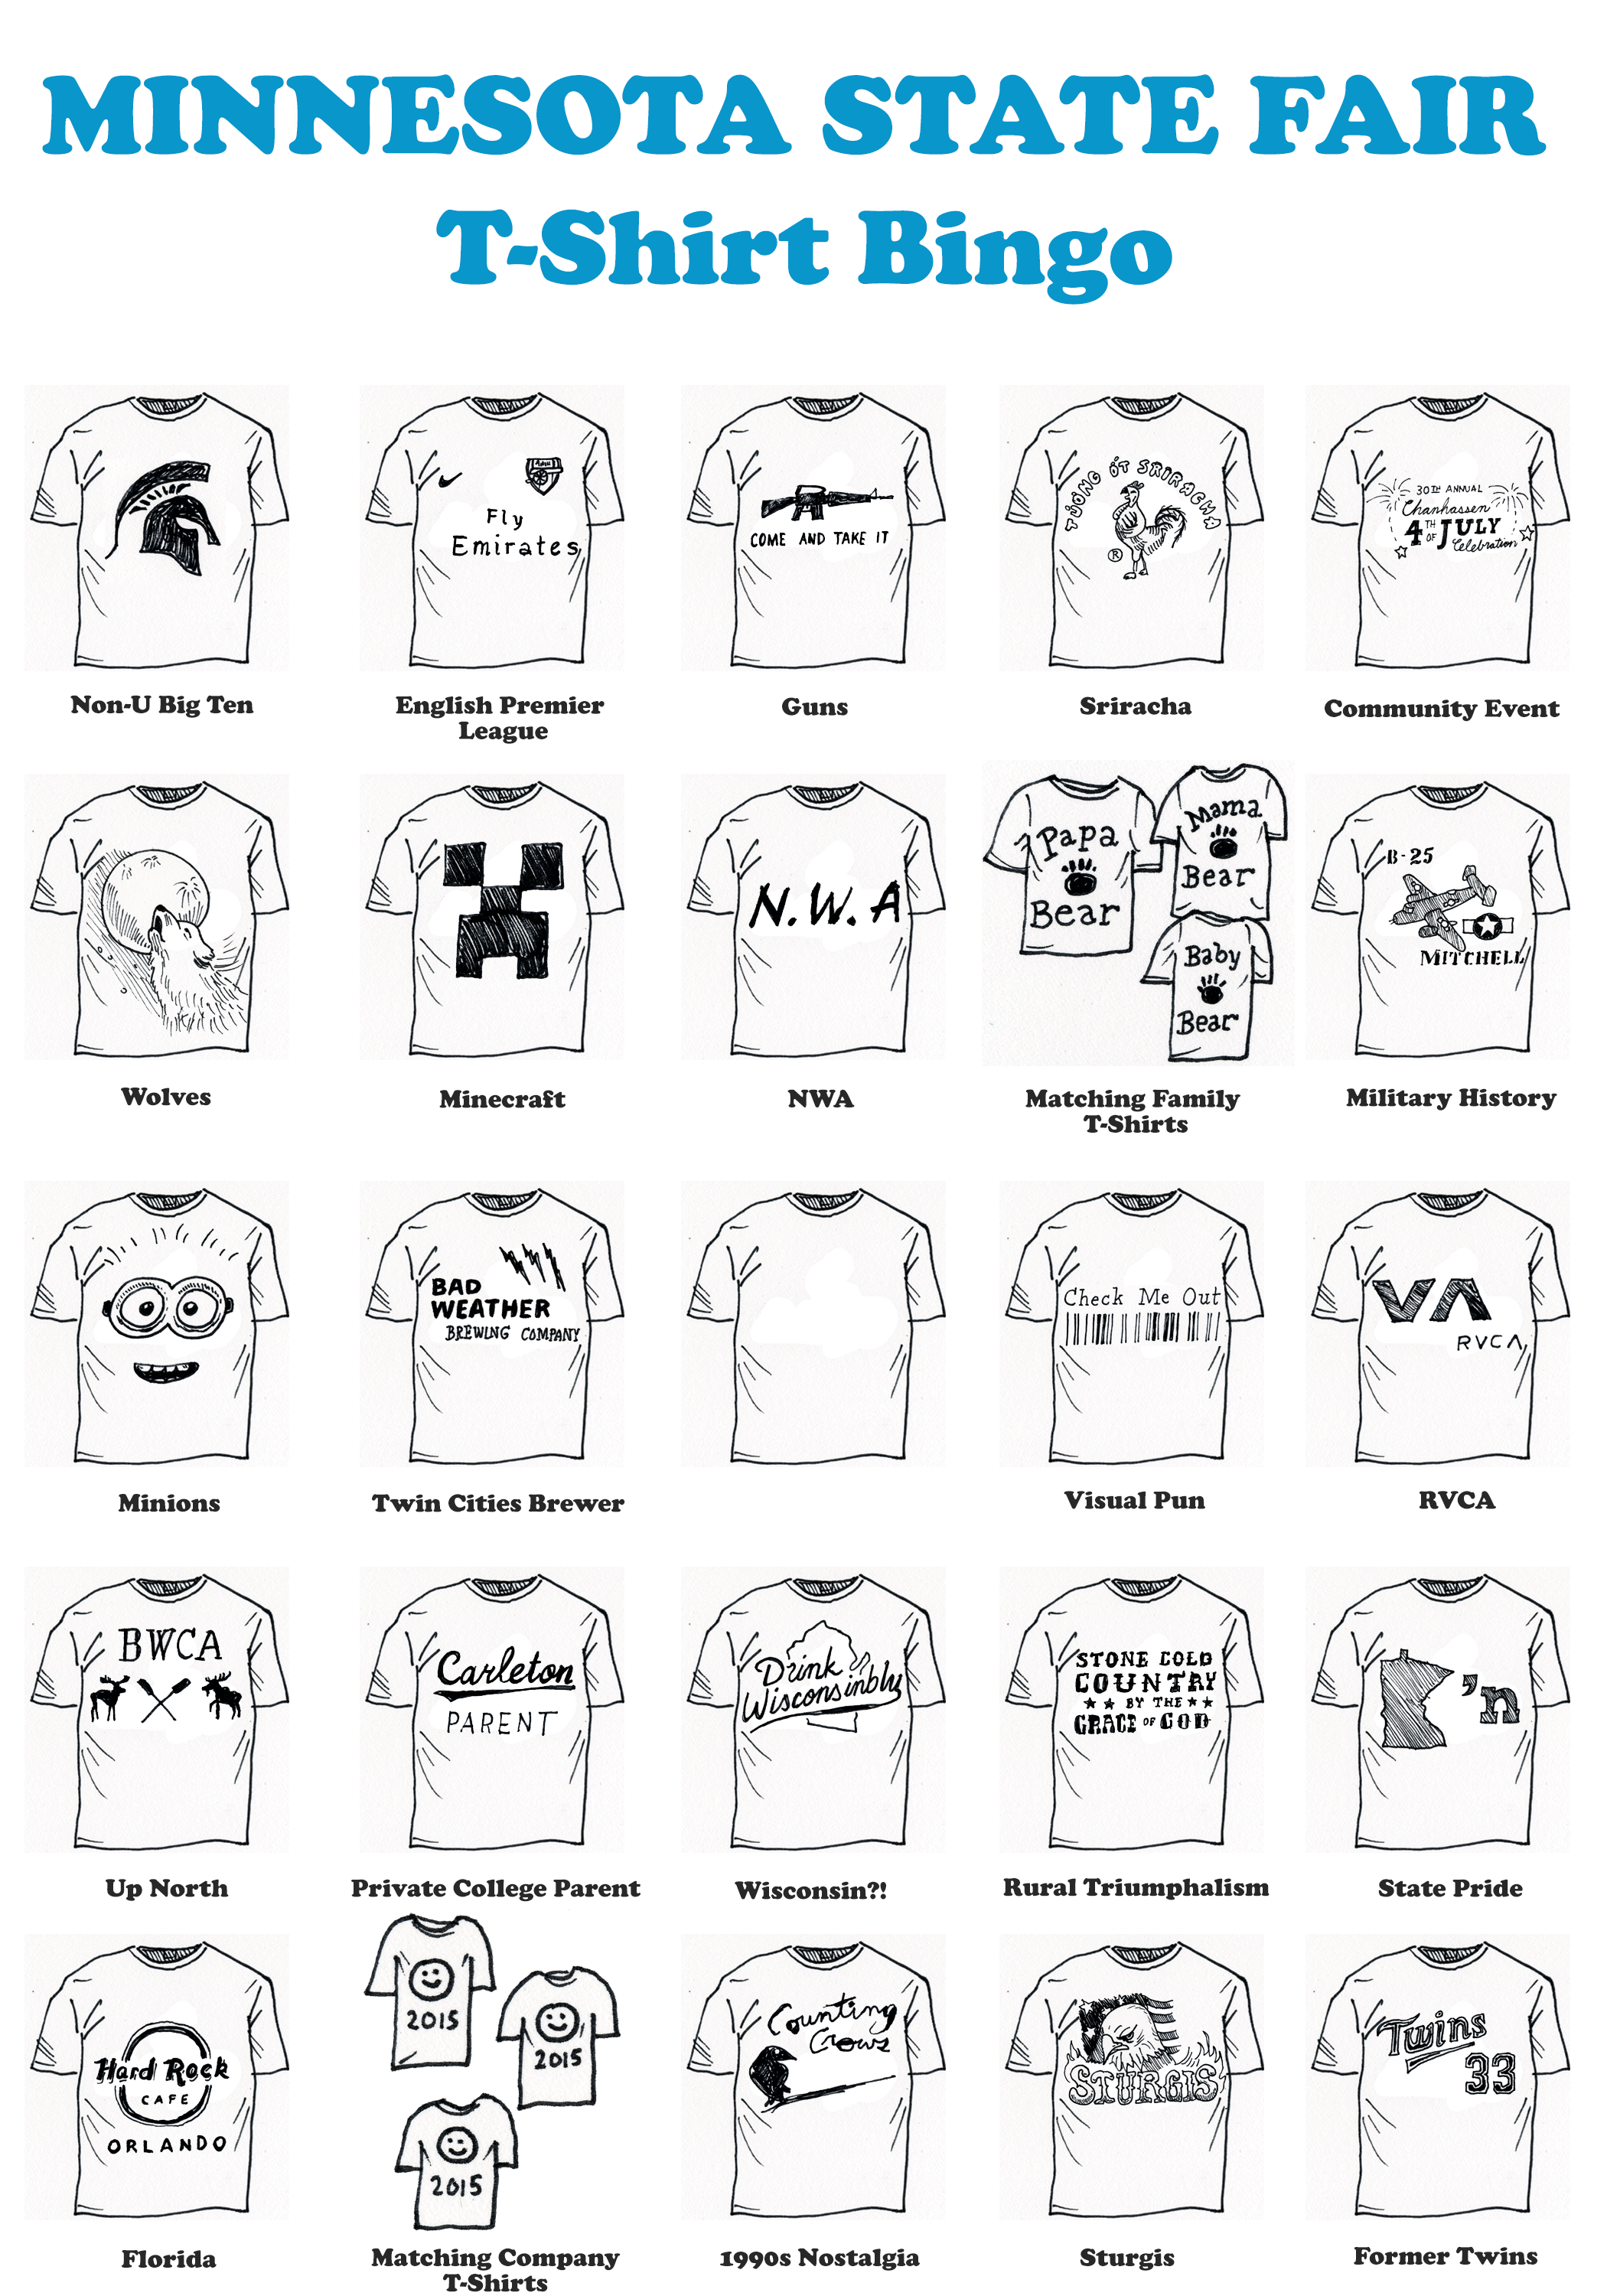 MINNESOTA STATE FAIR
T-Shirt Bingo
Non-U Big Ten
Fly
Emirates
English Premier
League
COME AND TAKE IT
Guns
TƯƠNG ỚT SRIRACHA
®
Sriracha
30TH ANNUAL
Chanhassen
4TH OF JULY
Celebration
Community Event
Wolves
Minecraft
N.W.A
NWA
Papa
Bear
Mama
Bear
Baby
Bear
Matching Family
T-Shirts
B-25
MITCHELL
Military History
Minions
BAD
WEATHER
BREWING COMPANY
Twin Cities Brewer
Check Me Out
Visual Pun
VA
RVCA
RVCA
BWCA
Up North
Carleton
PARENT
Private College Parent
Drink
Wisconsinbly
Wisconsin?!
STONE COLD
COUNTRY
BY THE
GRACE OF GOD
Rural Triumphalism
'n
State Pride
Hard Rock
CAFE
ORLANDO
Florida
2015
2015
2015
Matching Company
T-Shirts
Counting
Crows
1990s Nostalgia
STURGIS
Sturgis
Twins
33
Former Twins